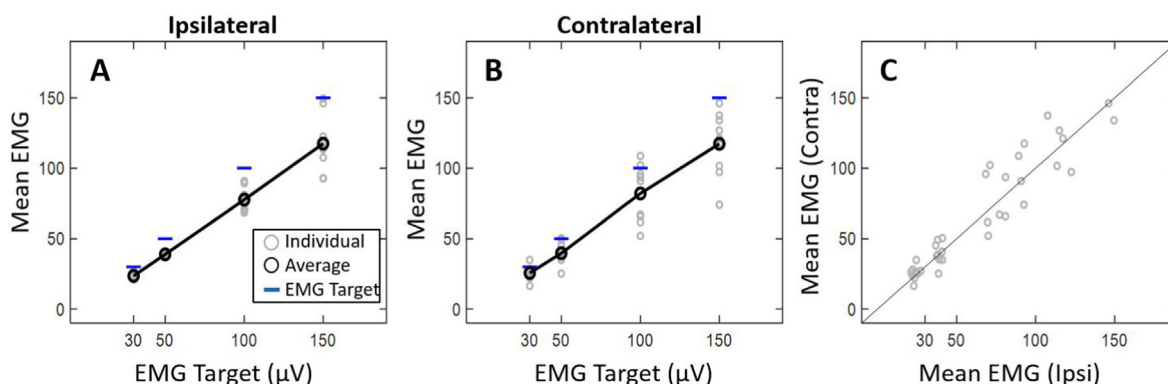 Ipsilateral
A
Mean EMG
150
100
50
0
30 50 100 150
EMG Target (μV)
Individual
Average
EMG Target
Contralateral
B
Mean EMG
150
100
50
0
30 50 100 150
EMG Target (μV)
C
Mean EMG (Contra)
150
100
50
0
30 50 100 150
Mean EMG (Ipsi)